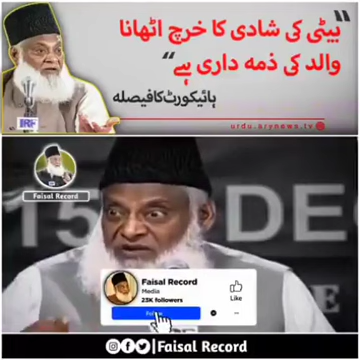 "بیٹی کی شادی کا خرچ اٹھانا
والد کی ذمہ داری ہے"
ہائیکورٹ کا فیصلہ
IRF
urdu.arynews.tv
Faisal Record
15 DEC
Faisal Record
Media
23K followers
Like
Faisal Record